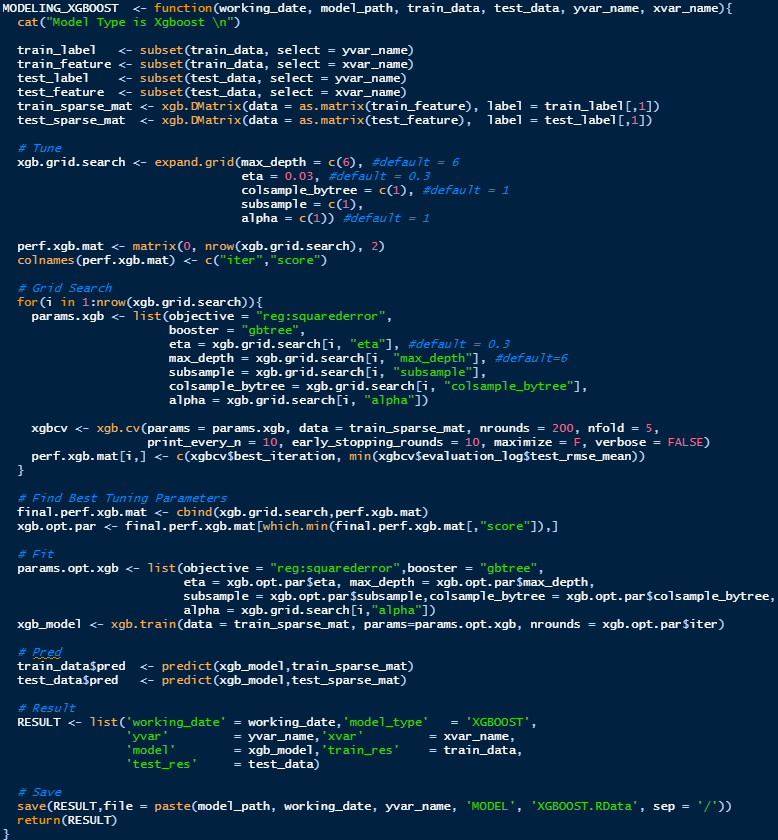 MODELING_XGBOOST  <- function(working_date, model_path, train_data, test_data, yvar_name, xvar_name){
  cat("Model Type is Xgboost \n")

  train_label   <- subset(train_data, select = yvar_name)
  train_feature <- subset(train_data, select = xvar_name)
  test_label    <- subset(test_data, select = yvar_name)
  test_feature  <- subset(test_data, select = xvar_name)
  train_sparse_mat <- xgb.DMatrix(data = as.matrix(train_feature), label = train_label[,1])
  test_sparse_mat  <- xgb.DMatrix(data = as.matrix(test_feature),  label = test_label[,1])

  # Tune
  xgb.grid.search <- expand.grid(max_depth = c(6), #default = 6
                                 eta = 0.03, #default = 0.3
                                 colsample_bytree = c(1), #default = 1
                                 subsample = c(1),
                                 alpha = c(1)) #default = 1

  perf.xgb.mat <- matrix(0, nrow(xgb.grid.search), 2)
  colnames(perf.xgb.mat) <- c("iter","score")

  # Grid Search
  for(i in 1:nrow(xgb.grid.search)){
    params.xgb <- list(objective = "reg:squarederror",
                       booster = "gbtree",
                       eta = xgb.grid.search[i, "eta"], #default = 0.3
                       max_depth = xgb.grid.search[i, "max_depth"], #default=6
                       subsample = xgb.grid.search[i, "subsample"],
                       colsample_bytree = xgb.grid.search[i, "colsample_bytree"],
                       alpha = xgb.grid.search[i, "alpha"])

    xgbcv <- xgb.cv(params = params.xgb, data = train_sparse_mat, nrounds = 200, nfold = 5,
                    print_every_n = 10, early_stopping_rounds = 10, maximize = F, verbose = FALSE)
    perf.xgb.mat[i,] <- c(xgbcv$best_iteration, min(xgbcv$evaluation_log$test_rmse_mean))
  }

  # Find Best Tuning Parameters
  final.perf.xgb.mat <- cbind(xgb.grid.search,perf.xgb.mat)
  xgb.opt.par <- final.perf.xgb.mat[which.min(final.perf.xgb.mat[,"score"]),]

  # Fit
  params.opt.xgb <- list(objective = "reg:squarederror",booster = "gbtree",
                         eta = xgb.opt.par$eta, max_depth = xgb.opt.par$max_depth,
                         subsample = xgb.opt.par$subsample,colsample_bytree = xgb.opt.par$colsample_bytree,
                         alpha = xgb.grid.search[i,"alpha"])
  xgb_model <- xgb.train(data = train_sparse_mat, params=params.opt.xgb, nrounds = xgb.opt.par$iter)

  # Pred
  train_data$pred  <- predict(xgb_model,train_sparse_mat)
  test_data$pred   <- predict(xgb_model,test_sparse_mat)

  # Result
  RESULT <- list('working_date' = working_date,'model_type'   = 'XGBOOST',
                 'yvar'         = yvar_name,'xvar'         = xvar_name,
                 'model'        = xgb_model,'train_res'    = train_data,
                 'test_res'     = test_data)

  # Save
  save(RESULT,file = paste(model_path, working_date, yvar_name, 'MODEL', 'XGBOOST.RData', sep = '/'))
  return(RESULT)
}